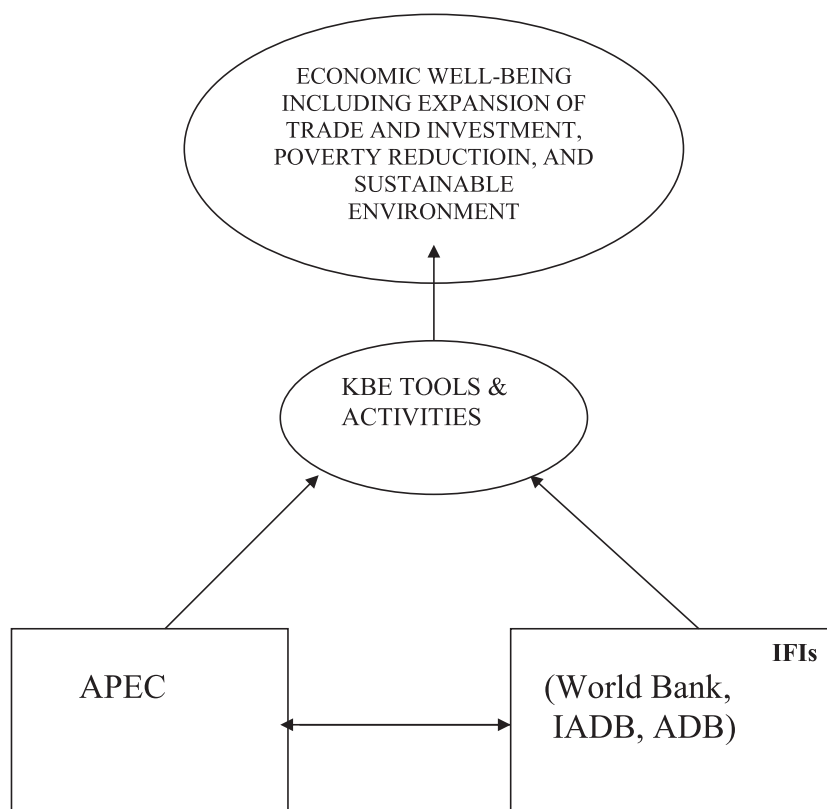 ECONOMIC WELL-BEING
INCLUDING EXPANSION OF
TRADE AND INVESTMENT,
POVERTY REDUCTIOIN, AND
SUSTAINABLE
ENVIRONMENT
KBE TOOLS &
ACTIVITIES
APEC
IFIs
(World Bank,
IADB, ADB)